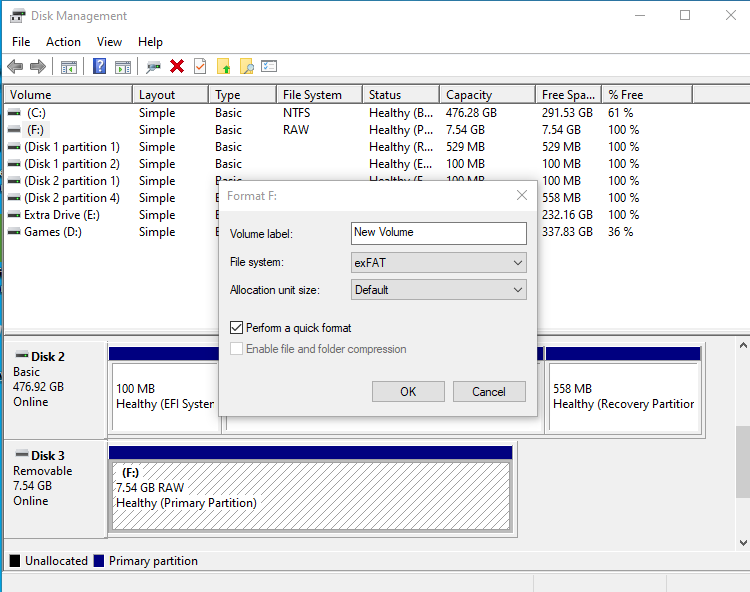 Disk Management
File Action View Help
Volume Layout Type File System Status Capacity Free Spa... % Free
(C:) Simple Basic NTFS Healthy (B... 476.28 GB 291.53 GB 61 %
(F:) Simple Basic RAW Healthy (P... 7.54 GB 7.54 GB 100 %
(Disk 1 partition 1) Simple Basic Healthy (R... 529 MB 529 MB 100 %
(Disk 1 partition 2) Simple Basic Healthy (E... 100 MB 100 MB 100 %
(Disk 2 partition 1) Simple Basic Healthy (E... 100 MB 100 MB 100 %
(Disk 2 partition 4) Simple 558 MB 100 %
Extra Drive (E:) Simple 232.16 GB 100 %
Games (D:) Simple 337.83 GB 36 %
Format F:
Volume label: New Volume
File system: exFAT
Allocation unit size: Default
Perform a quick format
Enable file and folder compression
OK Cancel
Disk 2
Basic
476.92 GB
Online
100 MB
Healthy (EFI System
558 MB
Healthy (Recovery Partition
Disk 3
Removable
7.54 GB
Online
(F:)
7.54 GB RAW
Healthy (Primary Partition)
Unallocated Primary partition